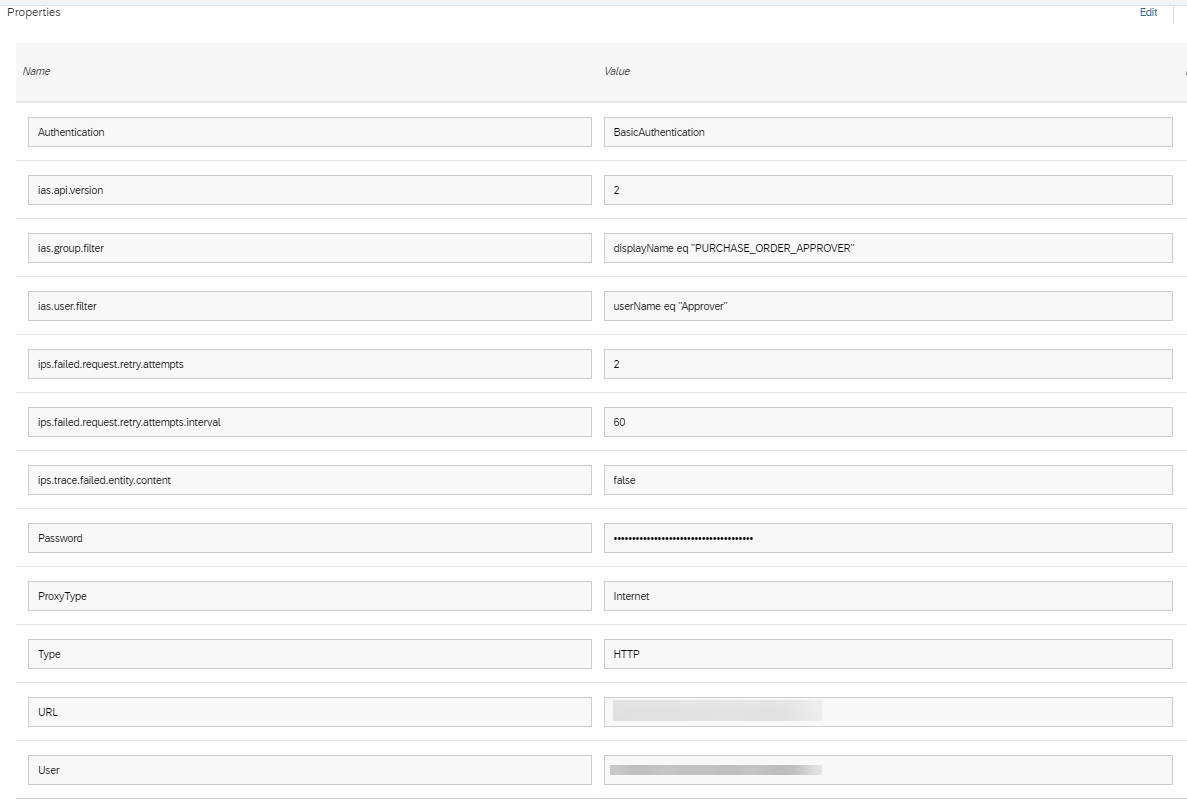 Properties
Edit
Name
Value
Authentication
BasicAuthentication
ias.api.version
2
ias.group.filter
displayName eq "PURCHASE_ORDER_APPROVER"
ias.user.filter
userName eq "Approver"
ips.failed.request.retry.attempts
2
ips.failed.request.retry.attempts.interval
60
ips.trace.failed.entity.content
false
Password
ProxyType
Internet
Type
HTTP
URL
User